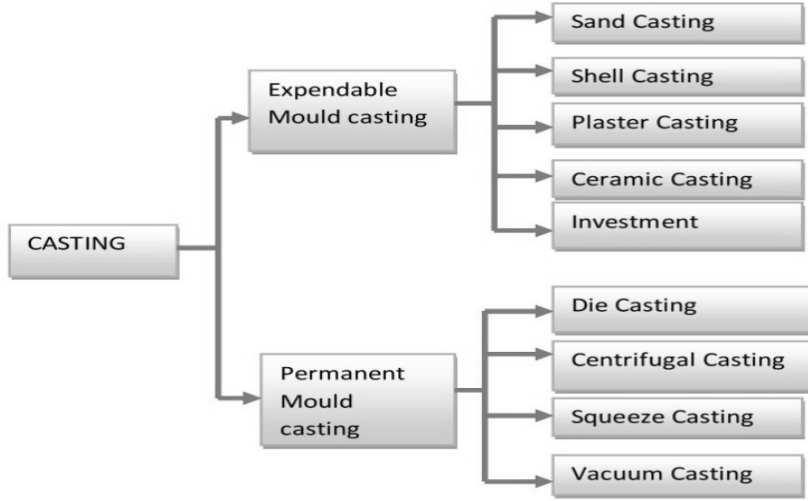 CASTING
Expendable
Mould casting
Sand Casting
Shell Casting
Plaster Casting
Ceramic Casting
Investment
Permanent
Mould
casting
Die Casting
Centrifugal Casting
Squeeze Casting
Vacuum Casting